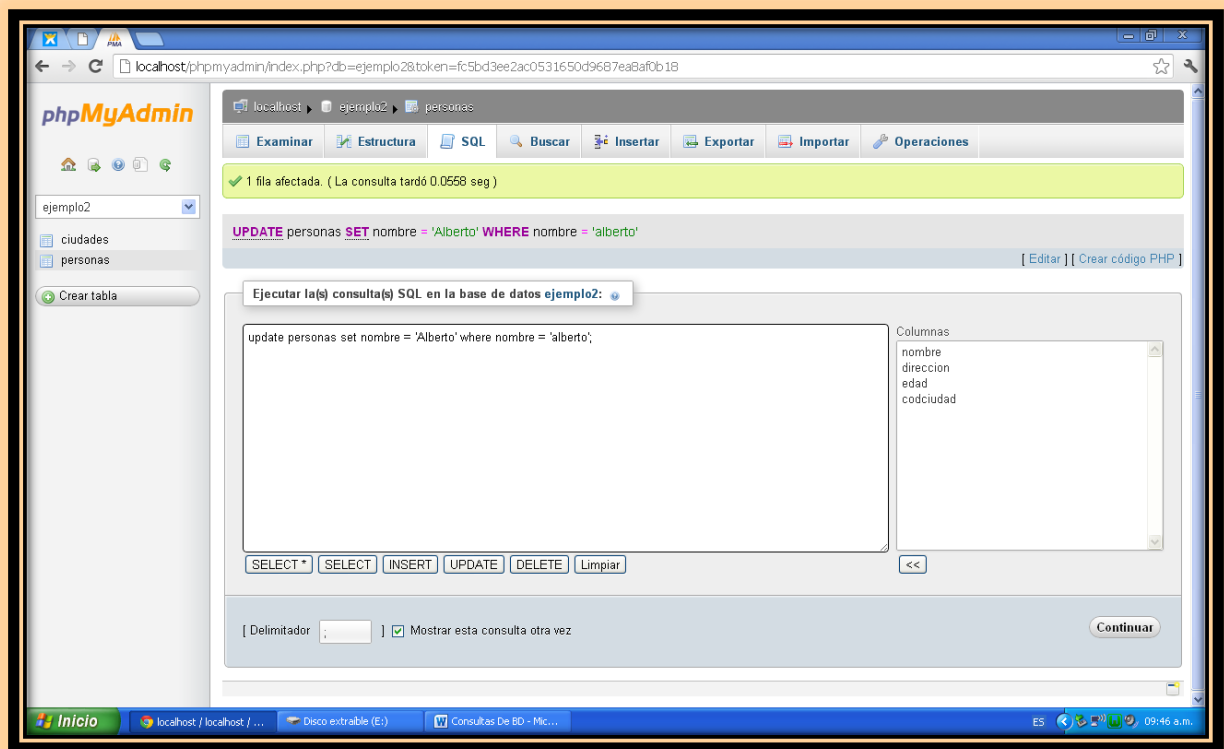 PMA
localhost/phpmyadmin/index.php?db=ejemplo2&token=fc5bd3ee2ac0531650d9687ea8af0b18
phpMyAdmin
ejemplo2
ciudades
personas
Crear tabla
localhost ejemplo2 personas
Examinar Estructura SQL Buscar Insertar Exportar Importar Operaciones
1 fila afectada. ( La consulta tardó 0.0558 seg )
UPDATE personas SET nombre = 'Alberto' WHERE nombre = 'alberto'
[ Editar ] [ Crear código PHP ]
Ejecutar la(s) consulta(s) SQL en la base de datos ejemplo2:
update personas set nombre = 'Alberto' where nombre = 'alberto';
Columnas
nombre
direccion
edad
codciudad
SELECT * SELECT INSERT UPDATE DELETE Limpiar <<
[ Delimitador ; ] Mostrar esta consulta otra vez
Continuar
Inicio localhost / localhost / ... Disco extraíble (E:) Consultas De BD - Mic... ES 09:46 a.m.